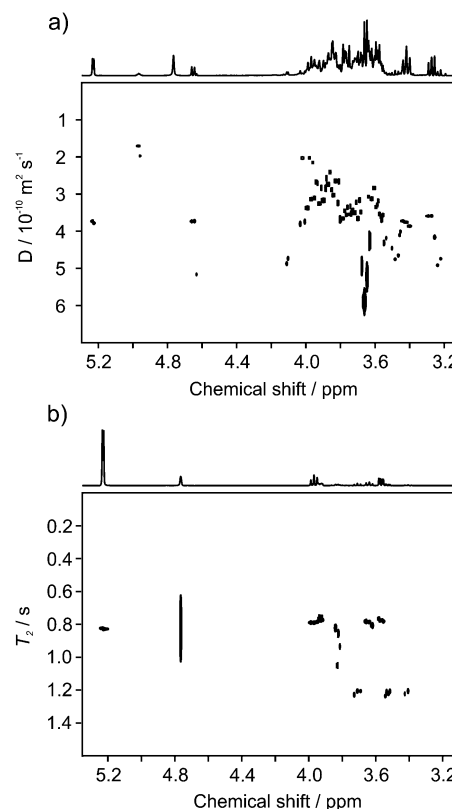 a)
1
2
3
4
5
6
D / 10⁻¹⁰ m² s⁻¹
5.2 4.8 4.4 4.0 3.6 3.2
Chemical shift / ppm
b)
0.2
0.4
0.6
0.8
1.0
1.2
1.4
T₂ / s
5.2 4.8 4.4 4.0 3.6 3.2
Chemical shift / ppm